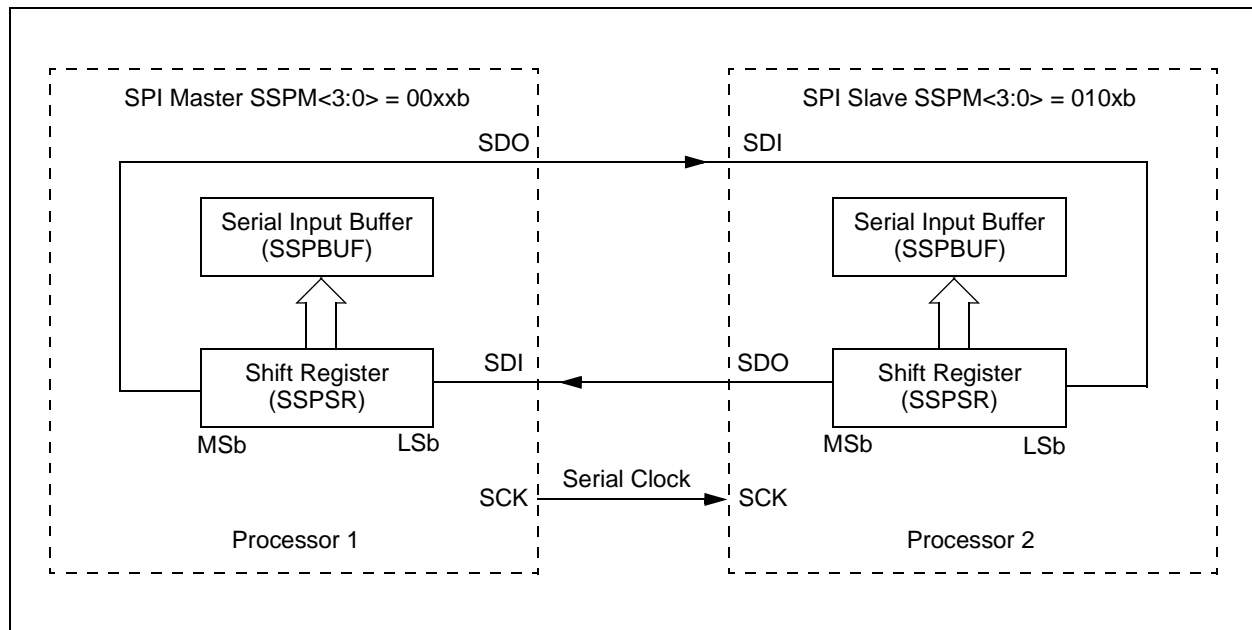 SPI Master SSPM<3:0> = 00xxb
SPI Slave SSPM<3:0> = 010xb
SDO
SDI
Serial Input Buffer
(SSPBUF)
Serial Input Buffer
(SSPBUF)
SDI
SDO
Shift Register
(SSPSR)
Shift Register
(SSPSR)
MSb
LSb
MSb
LSb
SCK
Serial Clock
SCK
Processor 1
Processor 2